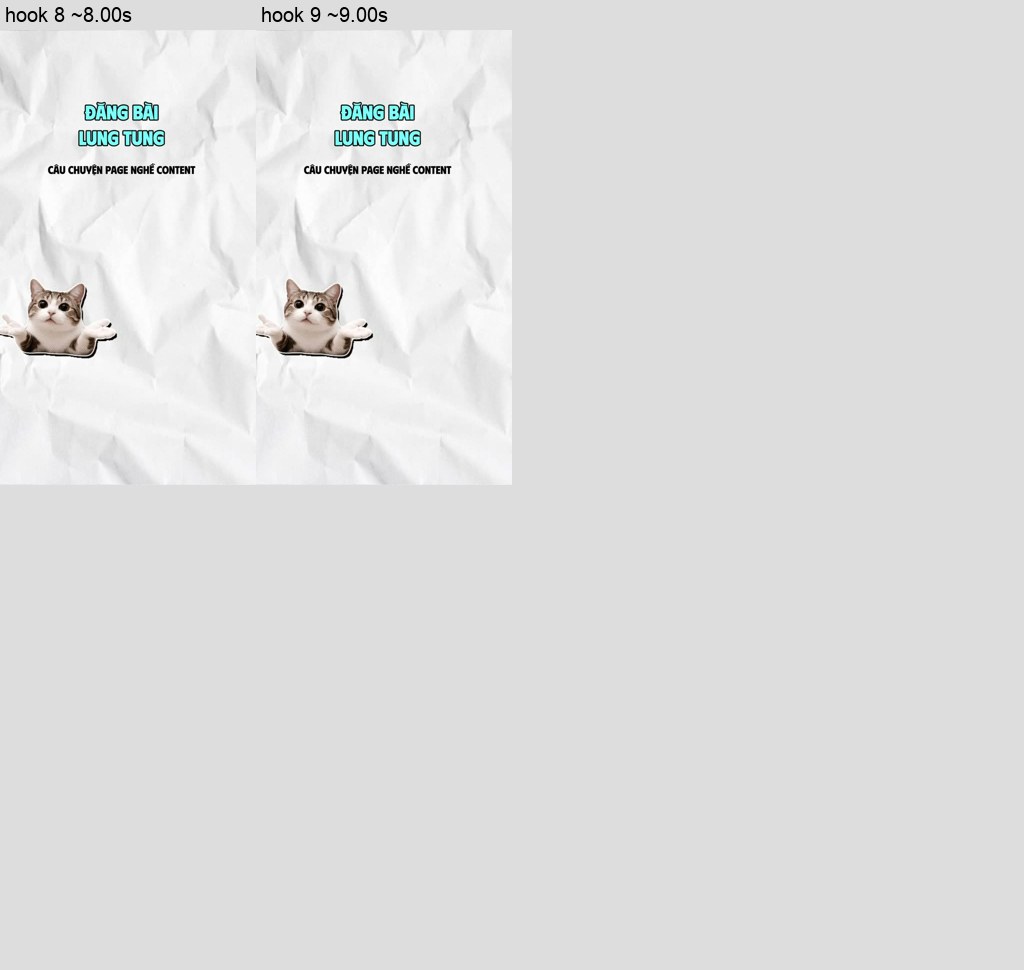 hook 8 ~8.00s
hook 9 ~9.00s
ĐĂNG BÀI
LUNG TUNG
CÂU CHUYỆN PAGE NGHỀ CONTENT
ĐĂNG BÀI
LUNG TUNG
CÂU CHUYỆN PAGE NGHỀ CONTENT